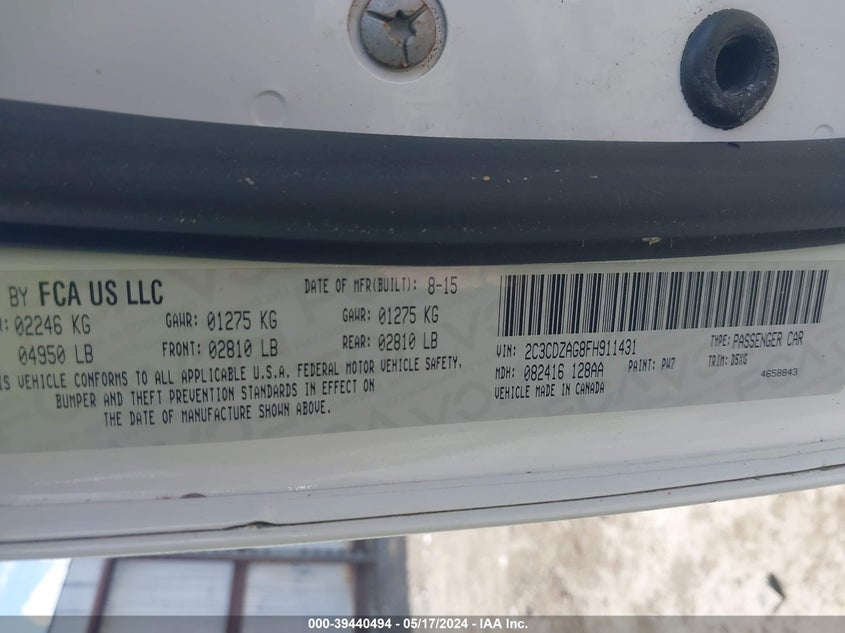 BY FCA US LLC DATE OF MFR(BUILT): 8-15
02246 KG GAWR: 01275 KG GAWR: 01275 KG
04950 LB FRONT: 02810 LB REAR: 02810 LB
VEHICLE CONFORMS TO ALL APPLICABLE U.S.A. FEDERAL MOTOR VEHICLE SAFETY,
BUMPER AND THEFT PREVENTION STANDARDS IN EFFECT ON
THE DATE OF MANUFACTURE SHOWN ABOVE.
VIN: 2C3CDZAG8FH911431 TYPE: PASSENGER CAR
MDH: 082416 128AA PAINT: PW7 TRIM: D5XG
VEHICLE MADE IN CANADA 4658843
000-39440494 - 05/17/2024 - IAA Inc.